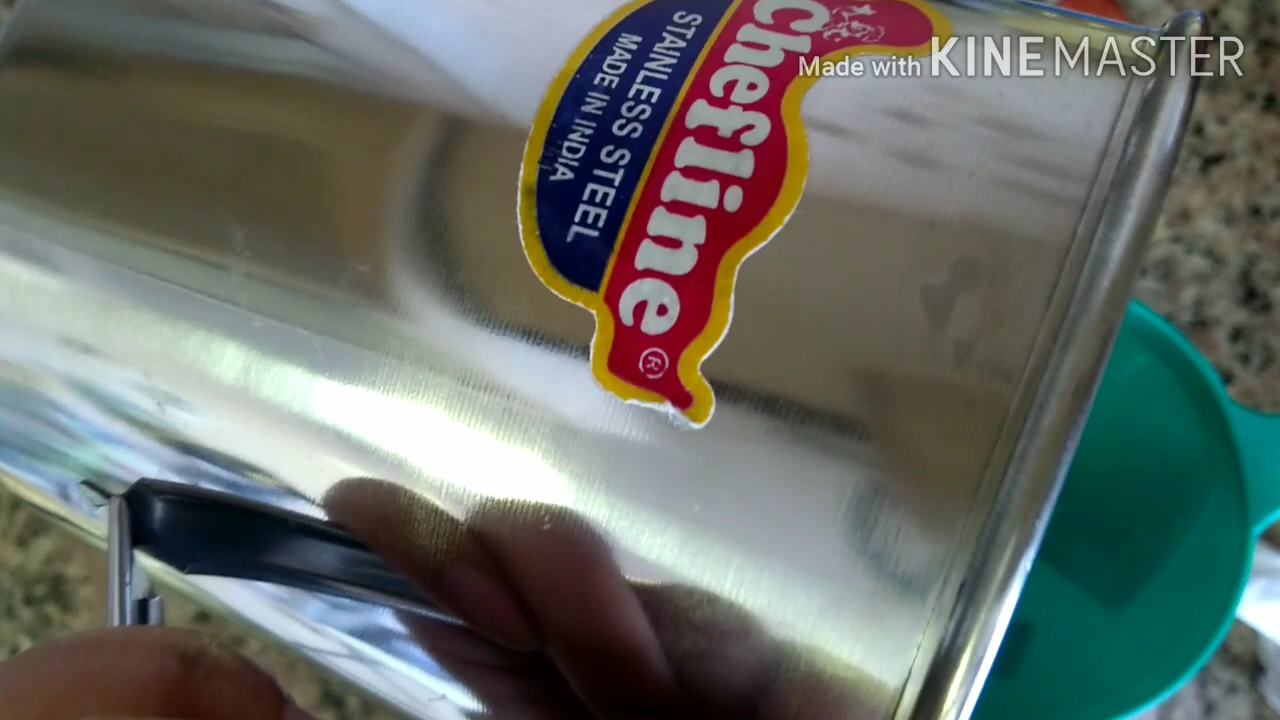 Chefline ®
STAINLESS STEEL
MADE IN INDIA
Made with KINEMASTER